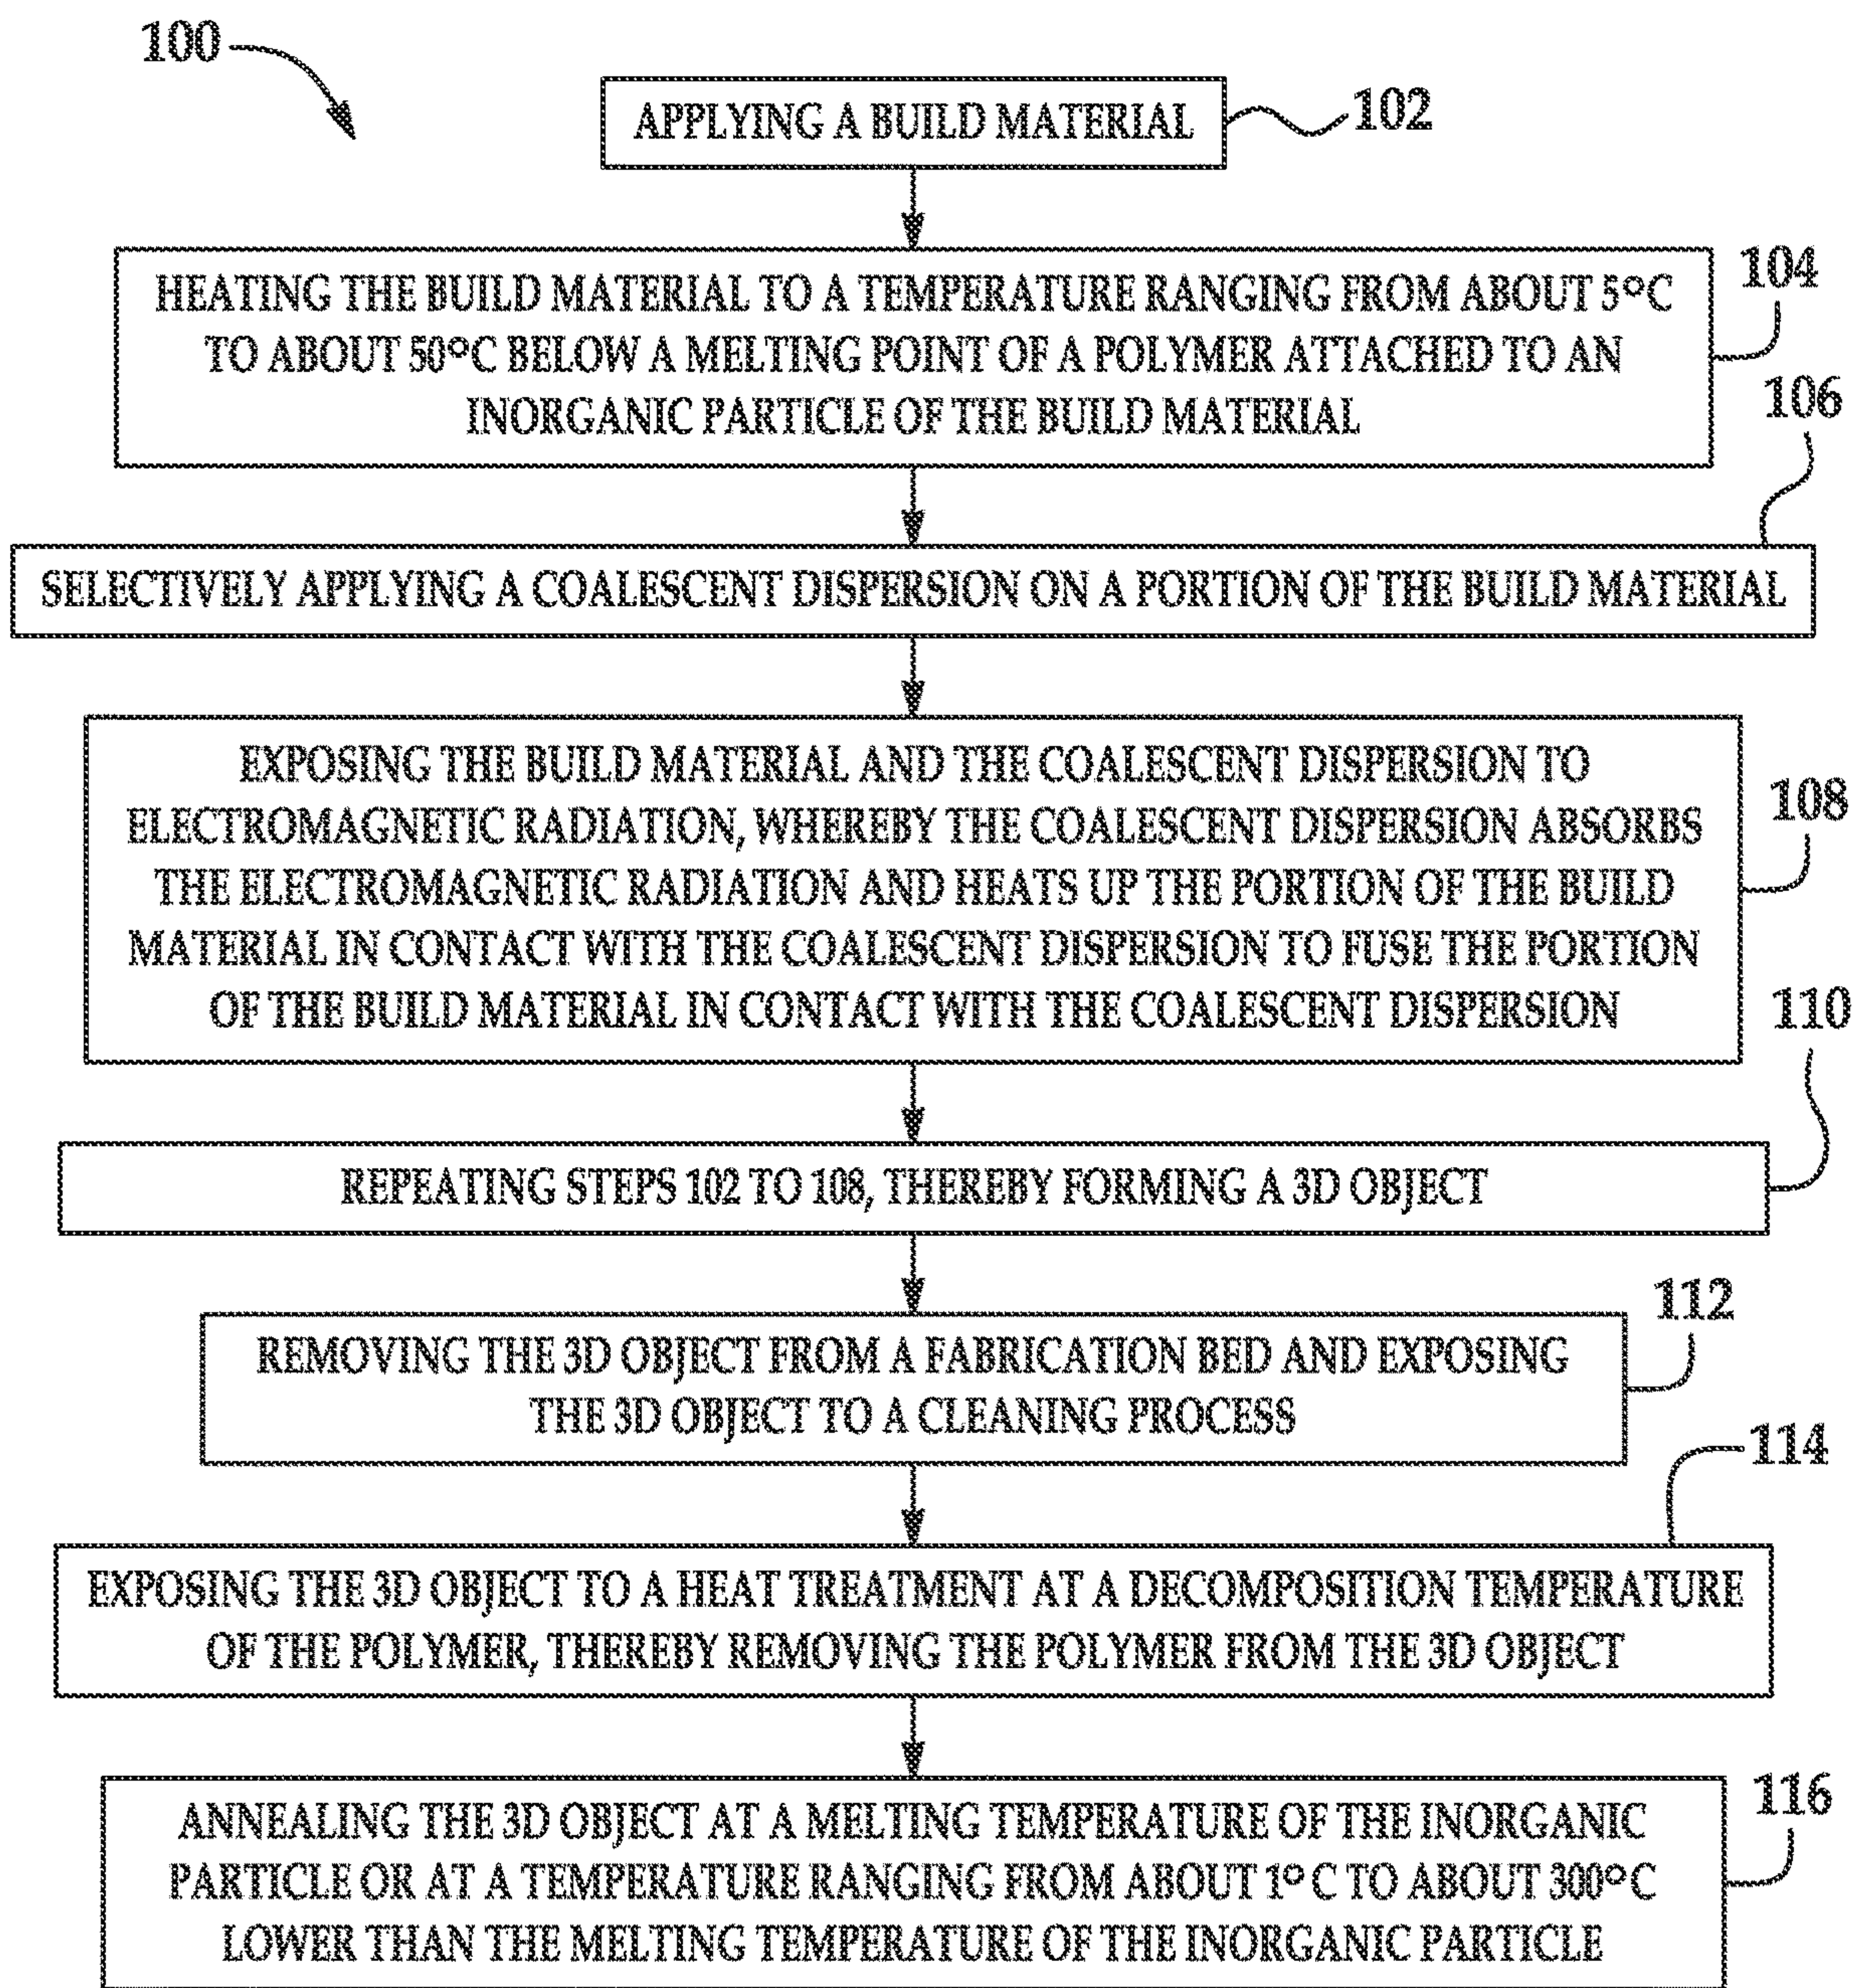 100
APPLYING A BUILD MATERIAL
102
HEATING THE BUILD MATERIAL TO A TEMPERATURE RANGING FROM ABOUT 5°C
TO ABOUT 50°C BELOW A MELTING POINT OF A POLYMER ATTACHED TO AN
INORGANIC PARTICLE OF THE BUILD MATERIAL
104
106
SELECTIVELY APPLYING A COALESCENT DISPERSION ON A PORTION OF THE BUILD MATERIAL
EXPOSING THE BUILD MATERIAL AND THE COALESCENT DISPERSION TO
ELECTROMAGNETIC RADIATION, WHEREBY THE COALESCENT DISPERSION ABSORBS
THE ELECTROMAGNETIC RADIATION AND HEATS UP THE PORTION OF THE BUILD
MATERIAL IN CONTACT WITH THE COALESCENT DISPERSION TO FUSE THE PORTION
OF THE BUILD MATERIAL IN CONTACT WITH THE COALESCENT DISPERSION
108
110
REPEATING STEPS 102 TO 108, THEREBY FORMING A 3D OBJECT
REMOVING THE 3D OBJECT FROM A FABRICATION BED AND EXPOSING
THE 3D OBJECT TO A CLEANING PROCESS
112
114
EXPOSING THE 3D OBJECT TO A HEAT TREATMENT AT A DECOMPOSITION TEMPERATURE
OF THE POLYMER, THEREBY REMOVING THE POLYMER FROM THE 3D OBJECT
ANNEALING THE 3D OBJECT AT A MELTING TEMPERATURE OF THE INORGANIC
PARTICLE OR AT A TEMPERATURE RANGING FROM ABOUT 1° C TO ABOUT 300°C
LOWER THAN THE MELTING TEMPERATURE OF THE INORGANIC PARTICLE
116